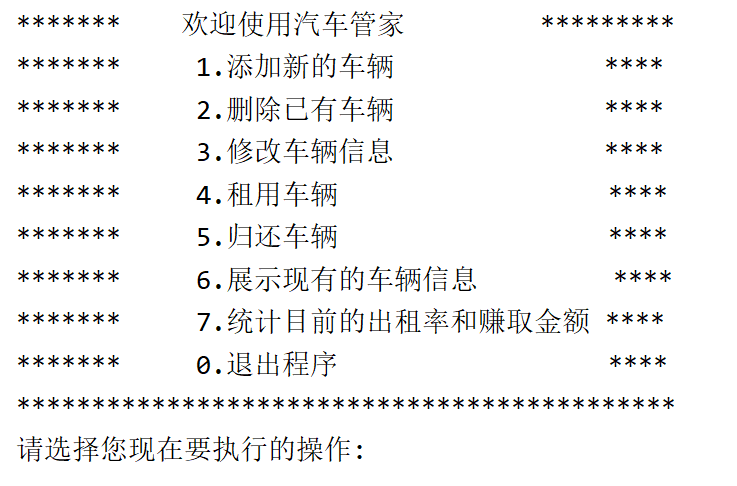 ******* 欢迎使用汽车管家 *********
******* 1.添加新的车辆 ****
******* 2.删除已有车辆 ****
******* 3.修改车辆信息 ****
******* 4.租用车辆 ****
******* 5.归还车辆 ****
******* 6.展示现有的车辆信息 ****
******* 7.统计目前的出租率和赚取金额 ****
******* 0.退出程序 ****
********************************************
请选择您现在要执行的操作: